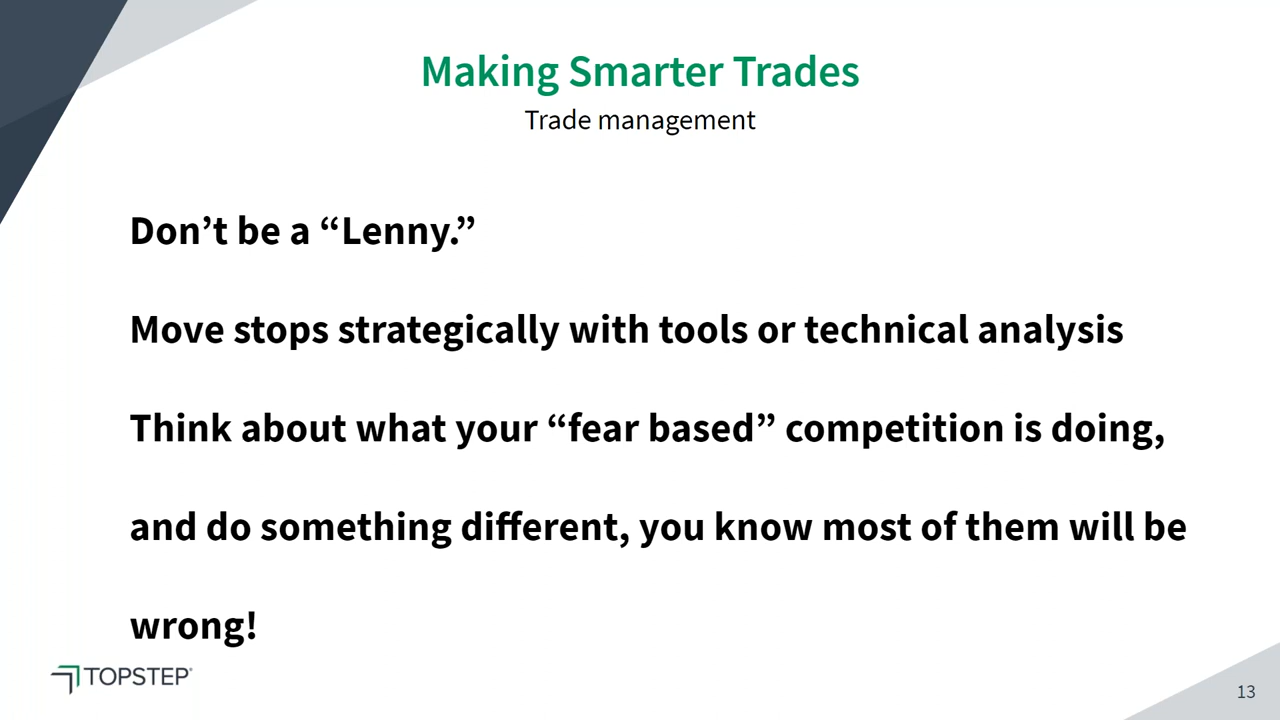 Making Smarter Trades
Trade management
Don’t be a “Lenny.”
Move stops strategically with tools or technical analysis
Think about what your “fear based” competition is doing,
and do something different, you know most of them will be
wrong!
TOPSTEP®
13